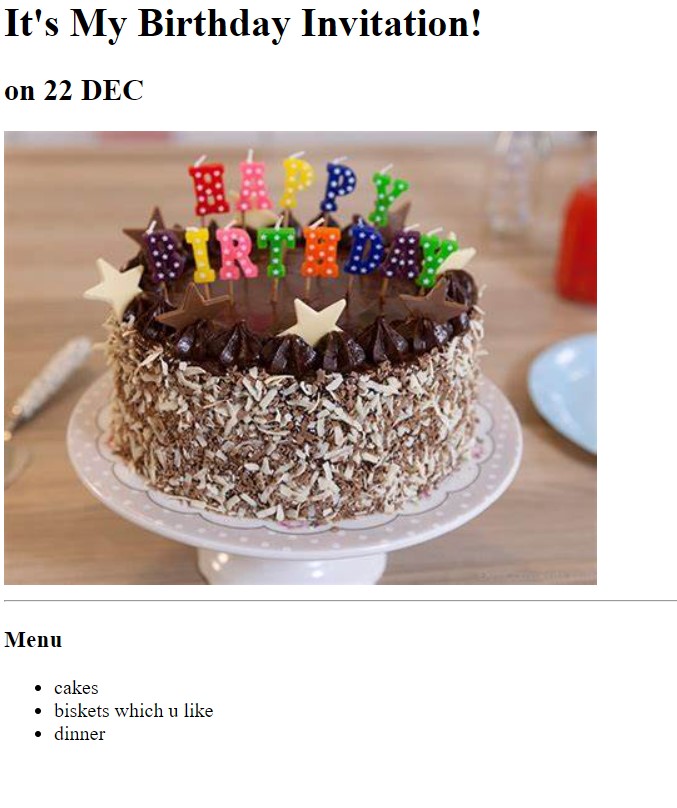 It's My Birthday Invitation!
on 22 DEC
HAPPY
BIRTHDAY
Menu
cakes
biskets which u like
dinner